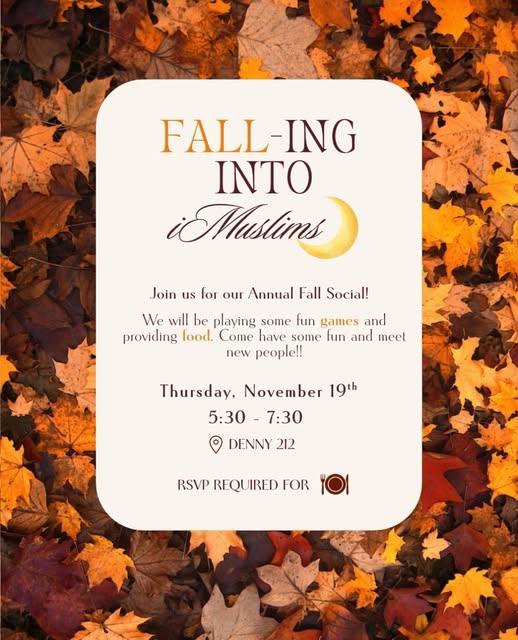 FALL-ING
INTO
iMuslims
Join us for our Annual Fall Social!
We will be playing some fun games and
providing food. Come have some fun and meet
new people!!
Thursday, November 19th
5:30 - 7:30
DENNY 212
RSVP REQUIRED FOR